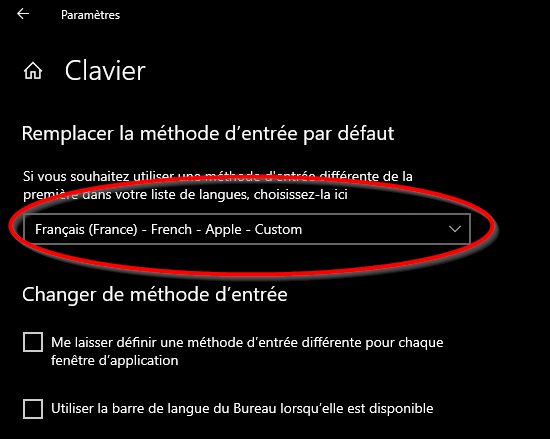 Paramètres
Clavier
Remplacer la méthode d’entrée par défaut
Si vous souhaitez utiliser une méthode d'entrée différente de la
première dans votre liste de langues, choisissez-la ici
Français (France) - French - Apple - Custom
Changer de méthode d’entrée
Me laisser définir une méthode d’entrée différente pour chaque
fenêtre d’application
Utiliser la barre de langue du Bureau lorsqu’elle est disponible